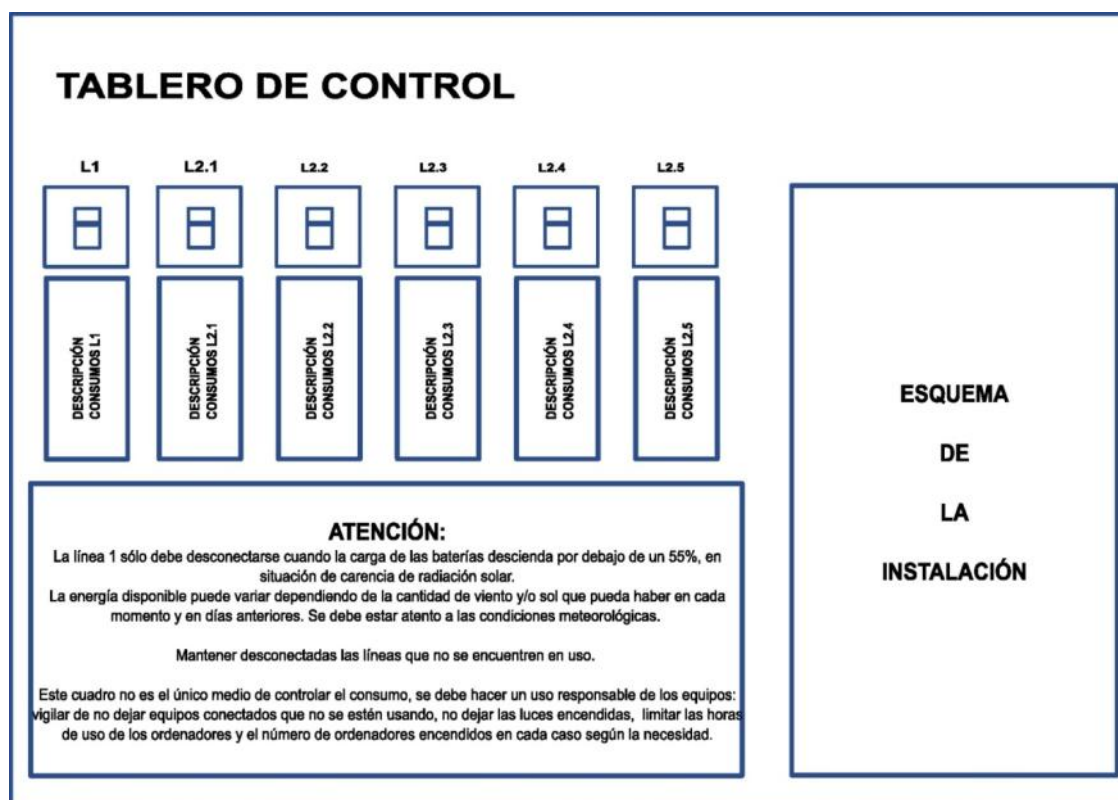 TABLERO DE CONTROL
L1 L2.1 L2.2 L2.3 L2.4 L2.5
DESCRIPCIÓN
CONSUMOS L1
DESCRIPCIÓN
CONSUMOS L2.1
DESCRIPCIÓN
CONSUMOS L2.2
DESCRIPCIÓN
CONSUMOS L2.3
DESCRIPCIÓN
CONSUMOS L2.4
DESCRIPCIÓN
CONSUMOS L2.5
ATENCIÓN:
La línea 1 sólo debe desconectarse cuando la carga de las baterías descienda por debajo de un 55%, en
situación de carencia de radiación solar.
La energía disponible puede variar dependiendo de la cantidad de viento y/o sol que pueda haber en cada
momento y en días anteriores. Se debe estar atento a las condiciones meteorológicas.
Mantener desconectadas las líneas que no se encuentren en uso.
Este cuadro no es el único medio de controlar el consumo, se debe hacer un uso responsable de los equipos:
vigilar de no dejar equipos conectados que no se estén usando, no dejar las luces encendidas, limitar las horas
de uso de los ordenadores y el número de ordenadores encendidos en cada caso según la necesidad.
ESQUEMA
DE
LA
INSTALACIÓN